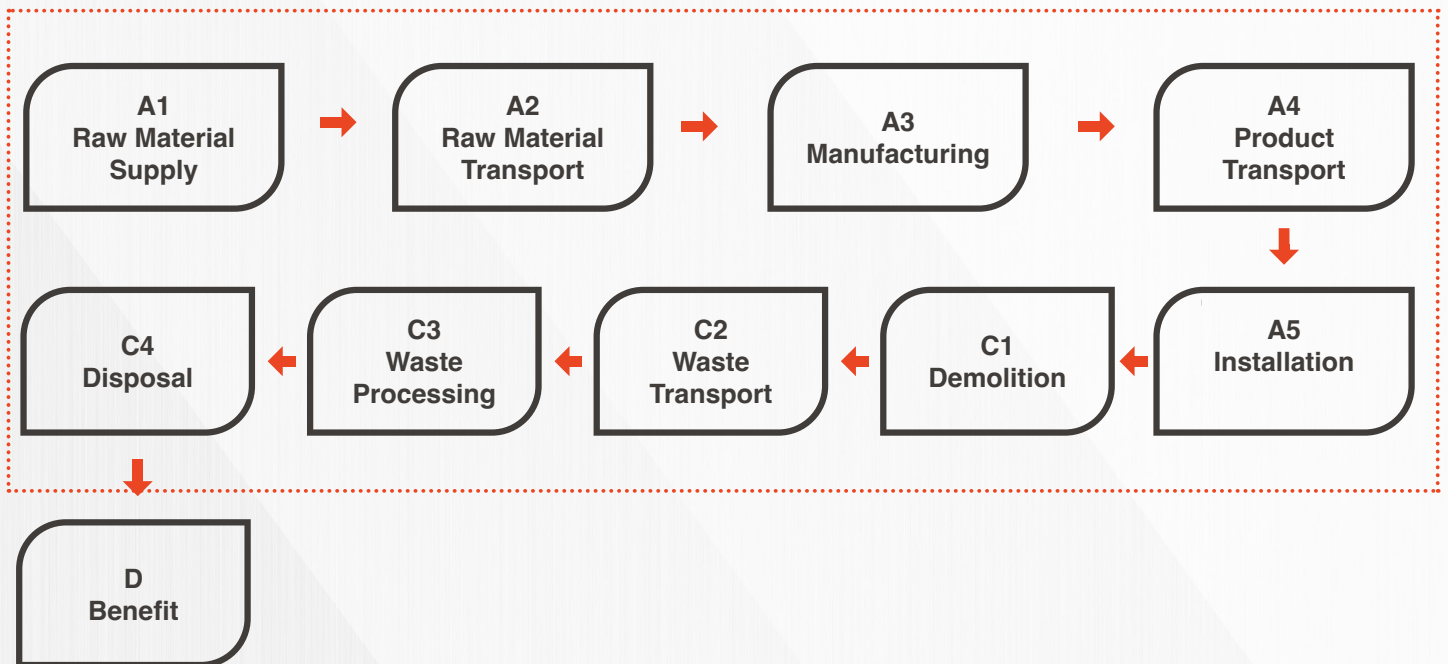 A1
Raw Material
Supply
A2
Raw Material
Transport
A3
Manufacturing
A4
Product
Transport
A5
Installation
C1
Demolition
C2
Waste
Transport
C3
Waste
Processing
C4
Disposal
D
Benefit